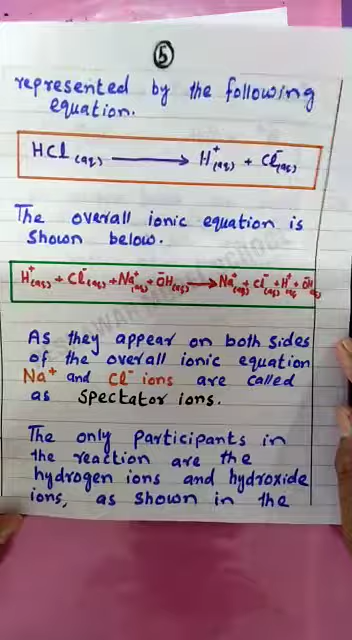 5
represented by the following
equation.
HCl (aq) ⟶ H⁺(aq) + Cl⁻(aq)
The overall ionic equation is
shown below.
H⁺(aq) + Cl⁻(aq) + Na⁺(aq) + ŌH(aq) ⟶ Na⁺(aq) + Cl⁻(aq) + H⁺(aq) + ŌH(aq)
As they appear on both sides
of the overall ionic equation
Na⁺ and Cl⁻ ions are called
as spectator ions.
The only participants in
the reaction are the
hydrogen ions and hydroxide
ions, as shown in the